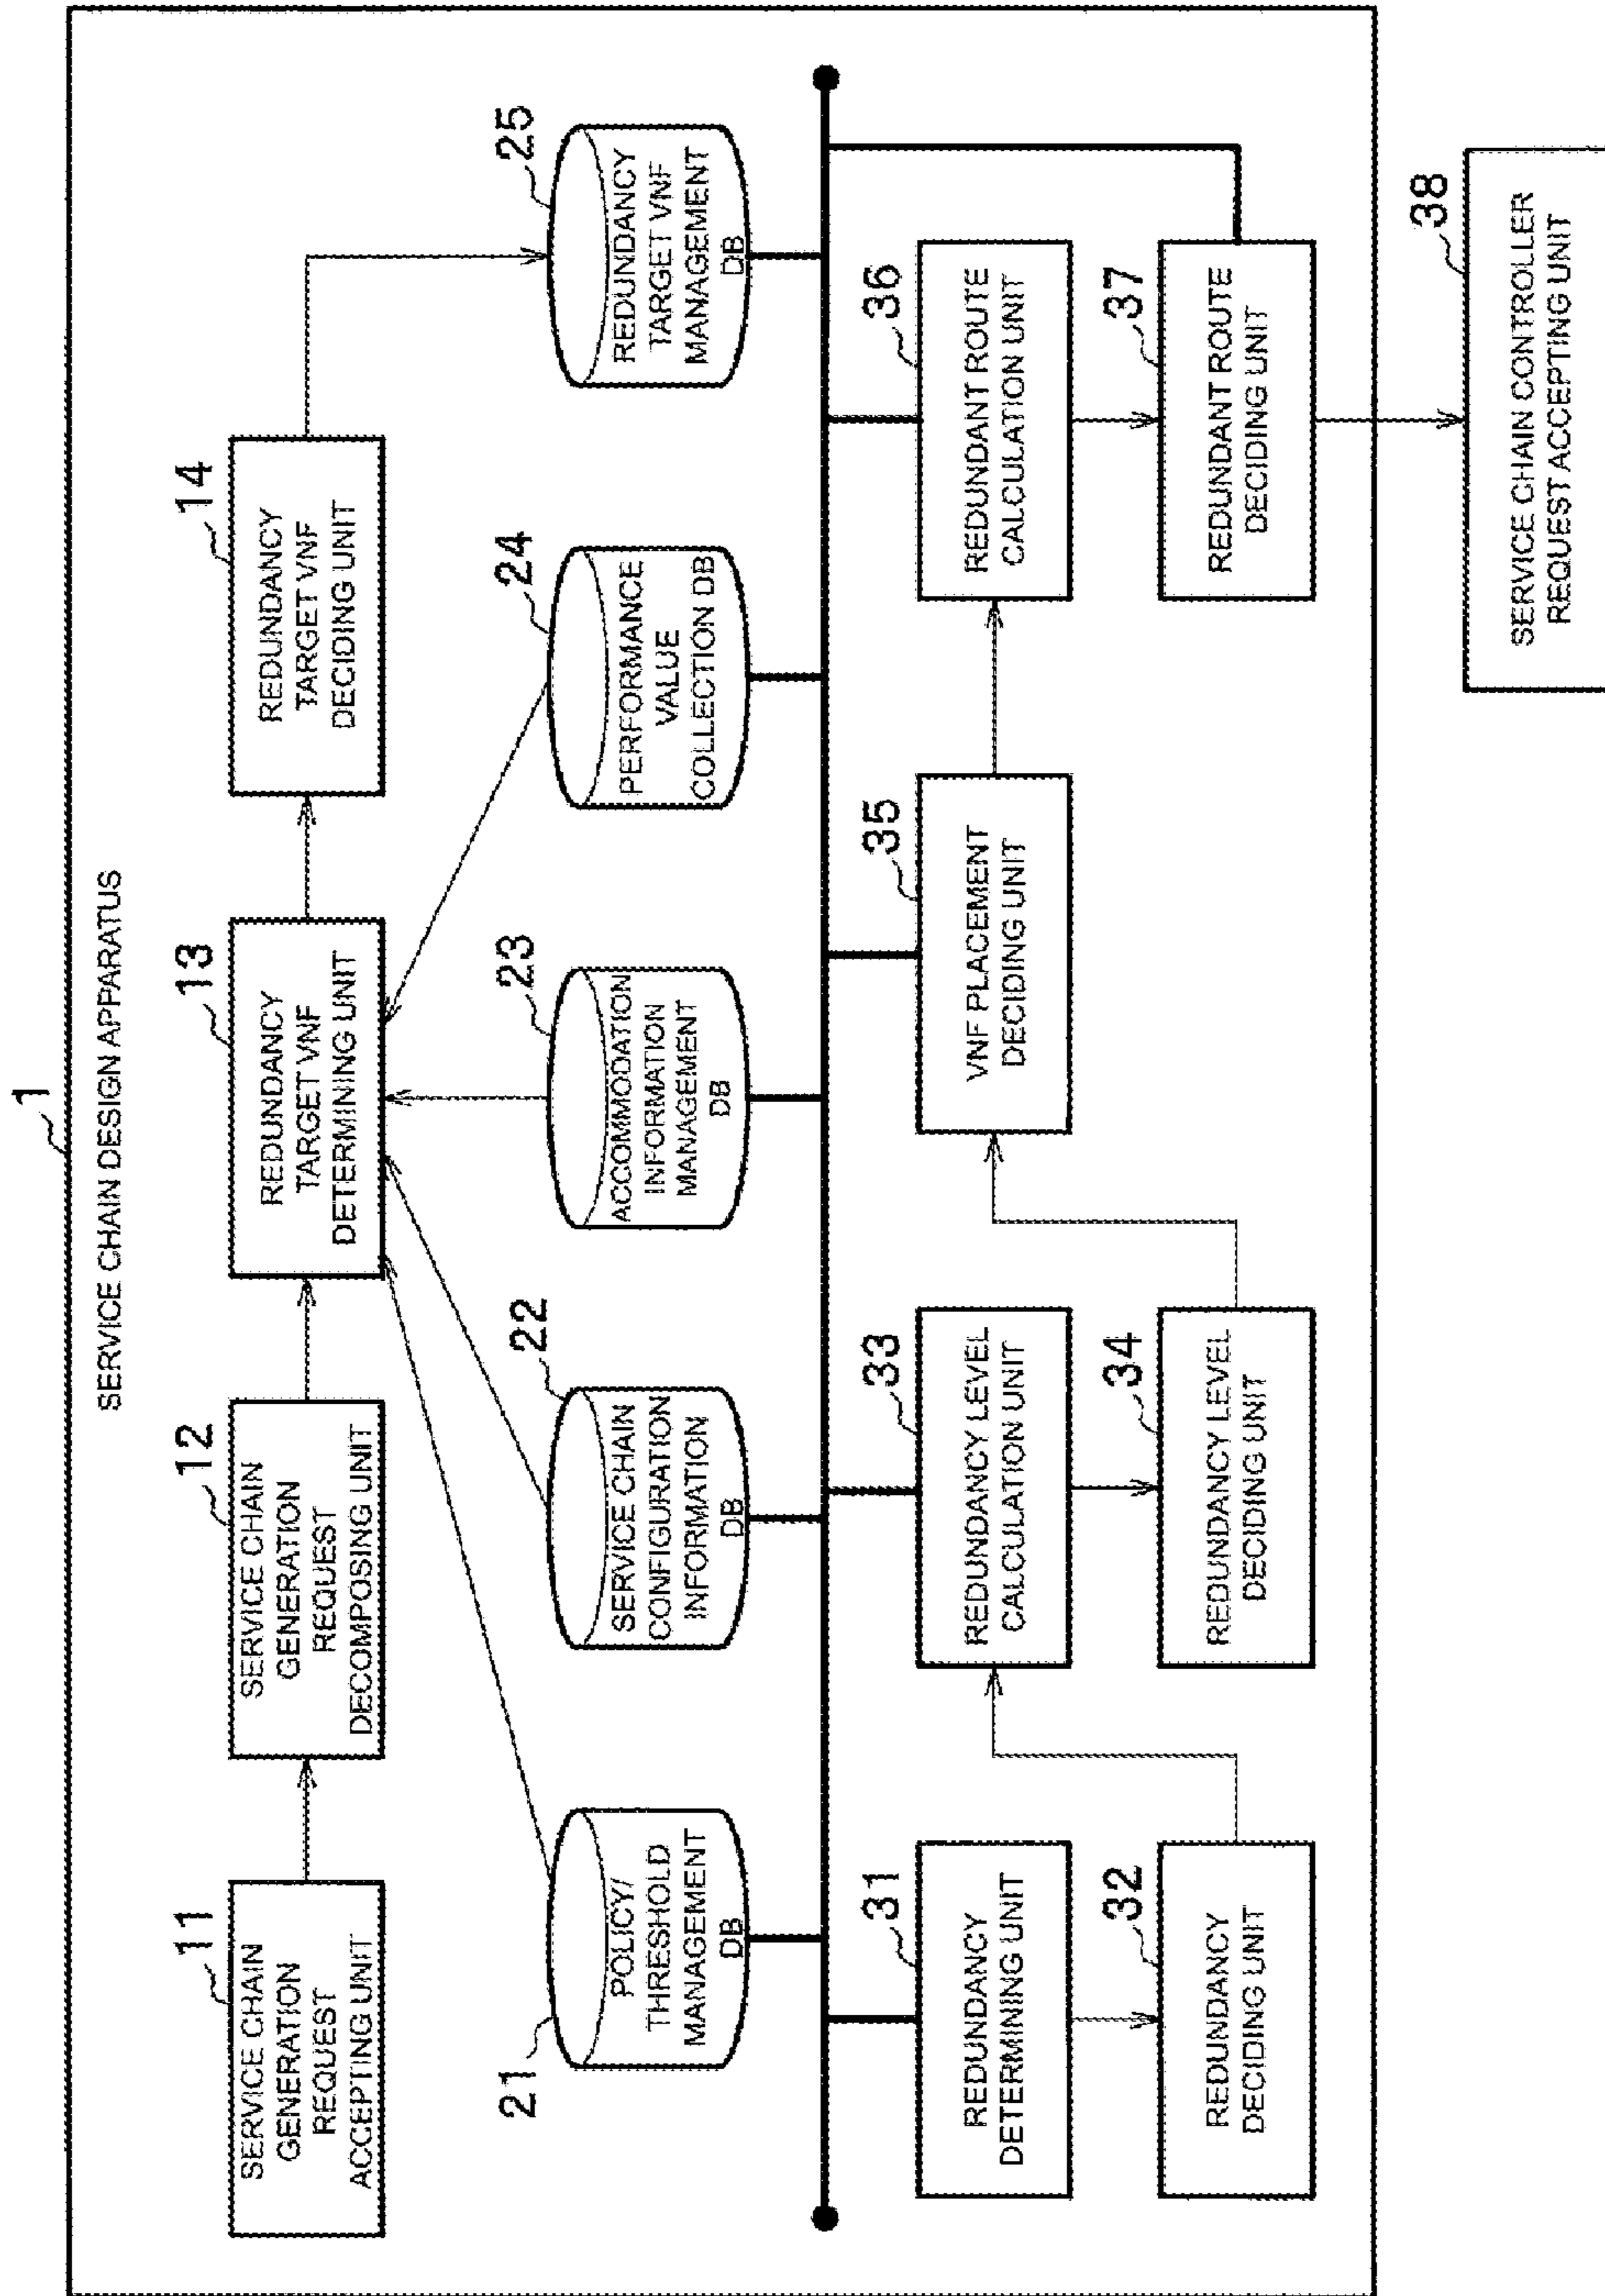 1
SERVICE CHAIN DESIGN APPARATUS
11
SERVICE CHAIN
GENERATION
REQUEST
ACCEPTING UNIT
12
SERVICE CHAIN
GENERATION
REQUEST
DECOMPOSING UNIT
13
REDUNDANCY
TARGET VNF
DETERMINING UNIT
14
REDUNDANCY
TARGET VNF
DECIDING UNIT
21
POLICY/
THRESHOLD
MANAGEMENT
DB
22
SERVICE CHAIN
CONFIGURATION
INFORMATION
DB
23
ACCOMMODATION
INFORMATION
MANAGEMENT
DB
24
PERFORMANCE
VALUE
COLLECTION DB
25
REDUNDANCY
TARGET VNF
MANAGEMENT
DB
31
REDUNDANCY
DETERMINING UNIT
32
REDUNDANCY
DECIDING UNIT
33
REDUNDANCY LEVEL
CALCULATION UNIT
34
REDUNDANCY LEVEL
DECIDING UNIT
35
VNF PLACEMENT
DECIDING UNIT
36
REDUNDANT ROUTE
CALCULATION UNIT
37
REDUNDANT ROUTE
DECIDING UNIT
38
SERVICE CHAIN CONTROLLER
REQUEST ACCEPTING UNIT